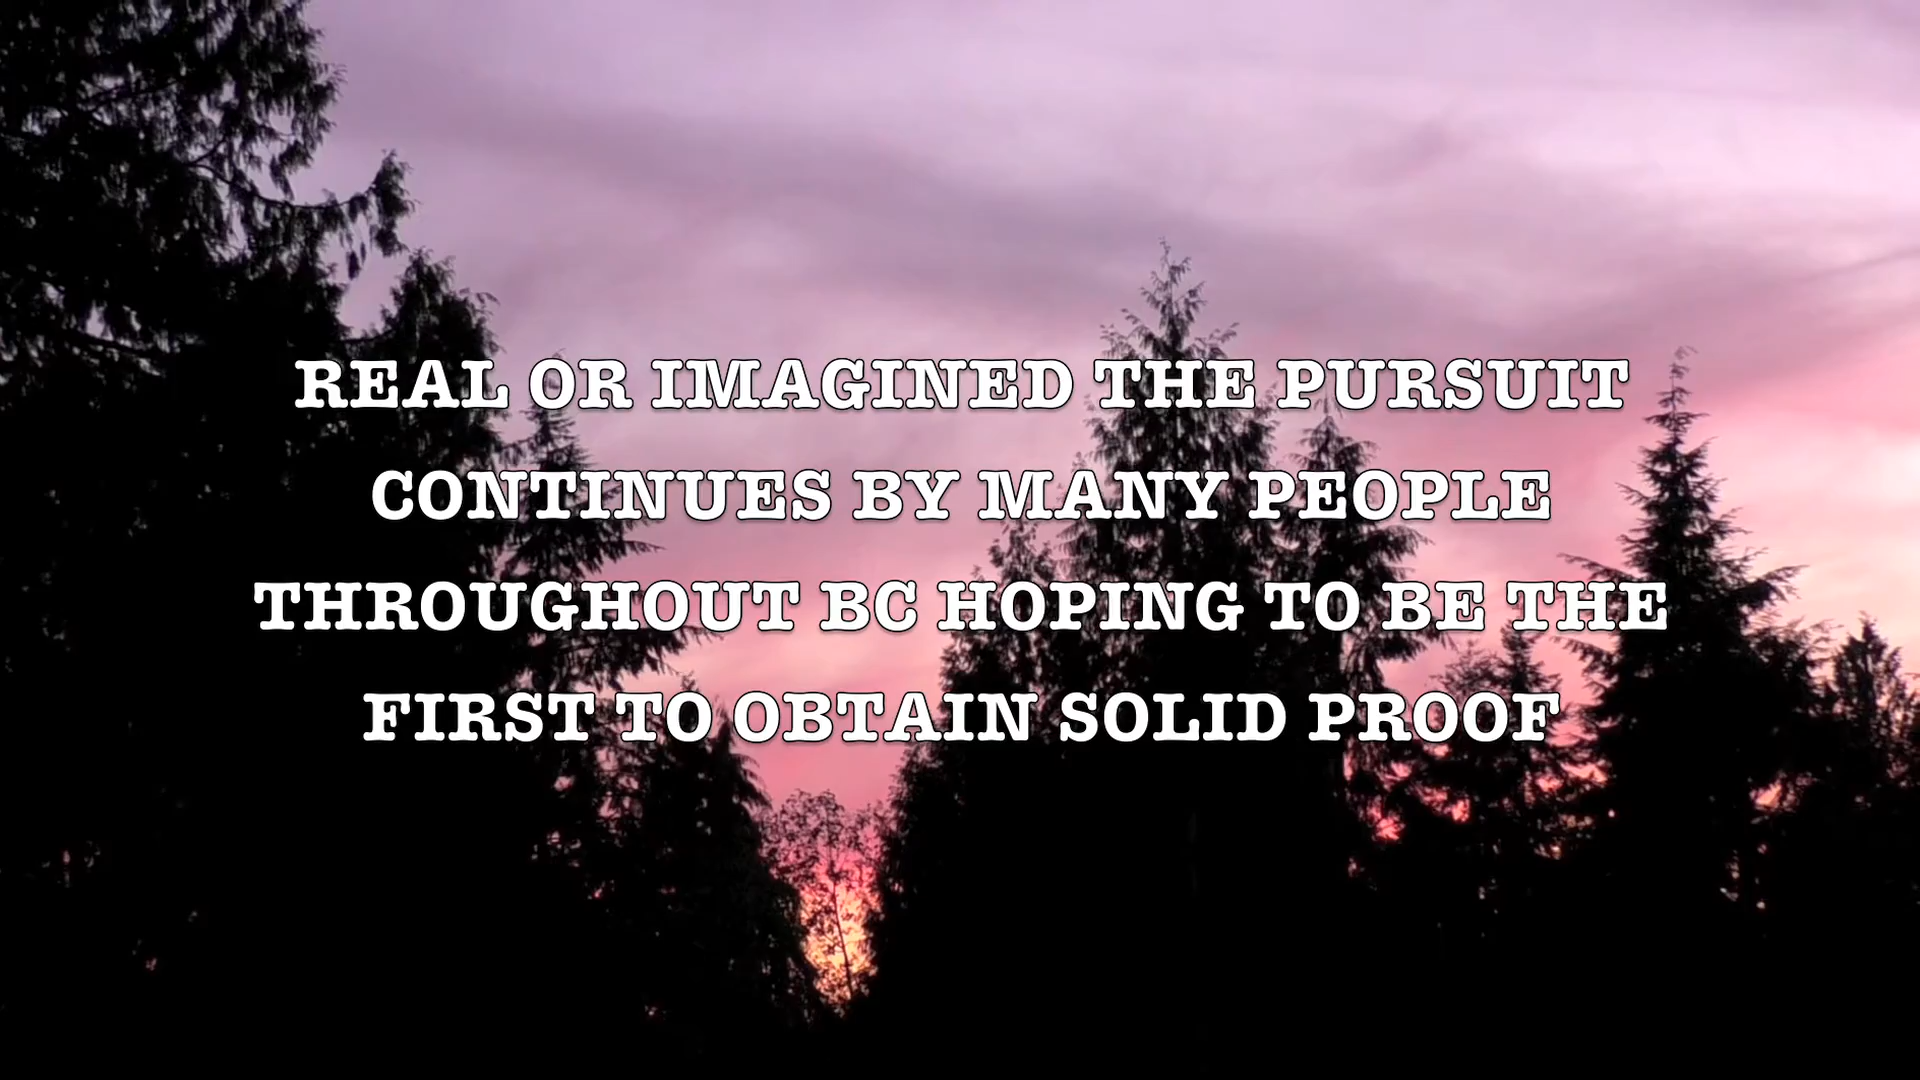 REAL OR IMAGINED THE PURSUIT
CONTINUES BY MANY PEOPLE
THROUGHOUT BC HOPING TO BE THE
FIRST TO OBTAIN SOLID PROOF